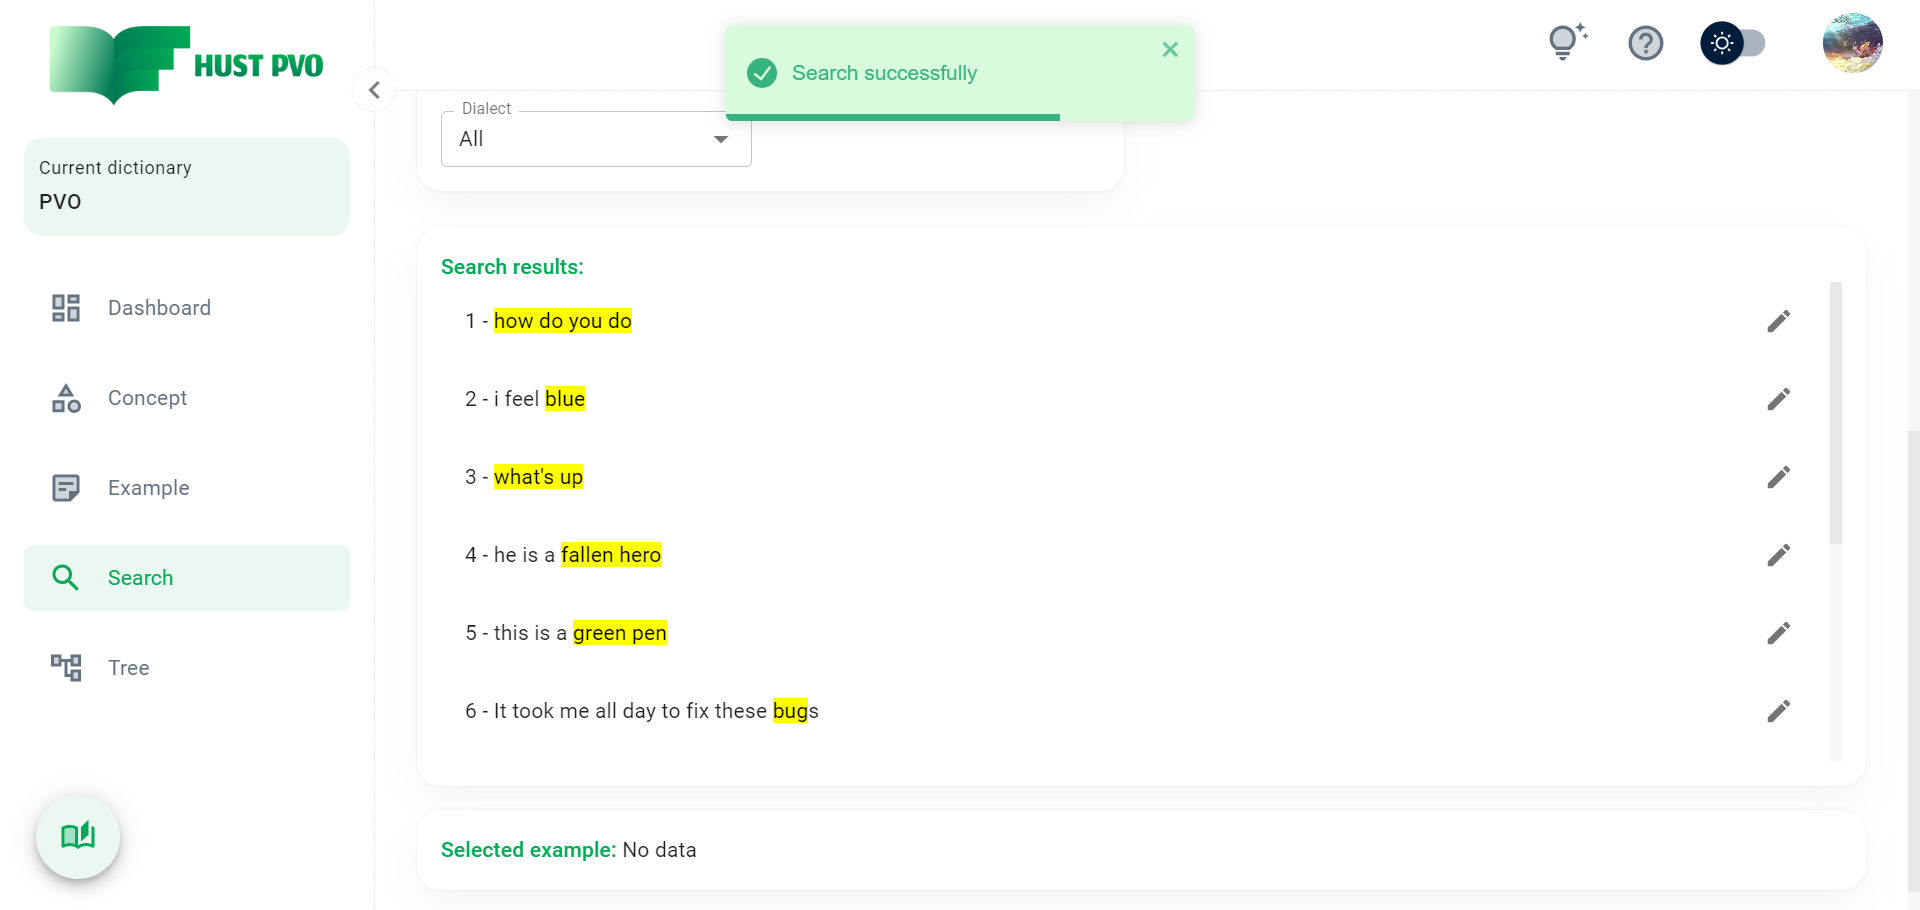 HUST PVO
Search successfully
Current dictionary
PVO
Dashboard
Concept
Example
Search
Tree
Dialect
All
Search results:
1 - how do you do
2 - i feel blue
3 - what's up
4 - he is a fallen hero
5 - this is a green pen
6 - It took me all day to fix these bugs
Selected example: No data